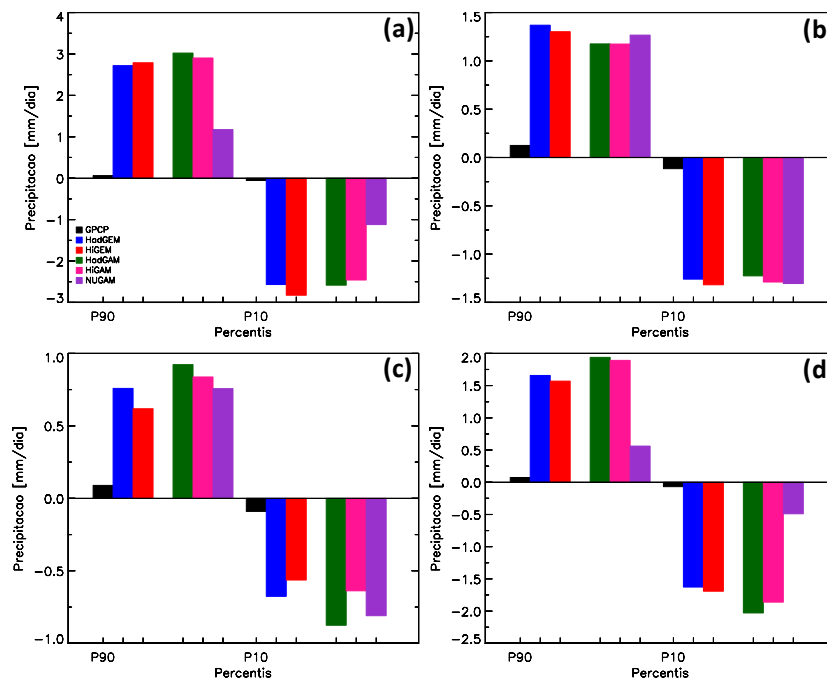 (a)
4
3
2
1
0
−1
−2
−3
Precipitacao [mm/dia]
GPCP
HadGEM
HiGEM
HadGAM
HiGAM
NUGAM
P90
P10
Percentis
(b)
1.5
1.0
0.5
0.0
−0.5
−1.0
−1.5
Precipitacao [mm/dia]
P90
P10
Percentis
(c)
1.0
0.5
0.0
−0.5
−1.0
Precipitacao [mm/dia]
P90
P10
Percentis
(d
2.0
1.5
1.0
0.5
0.0
−0.5
−1.0
−1.5
−2.0
−2.5
Precipitacao [mm/dia]
P90
P10
Percentis